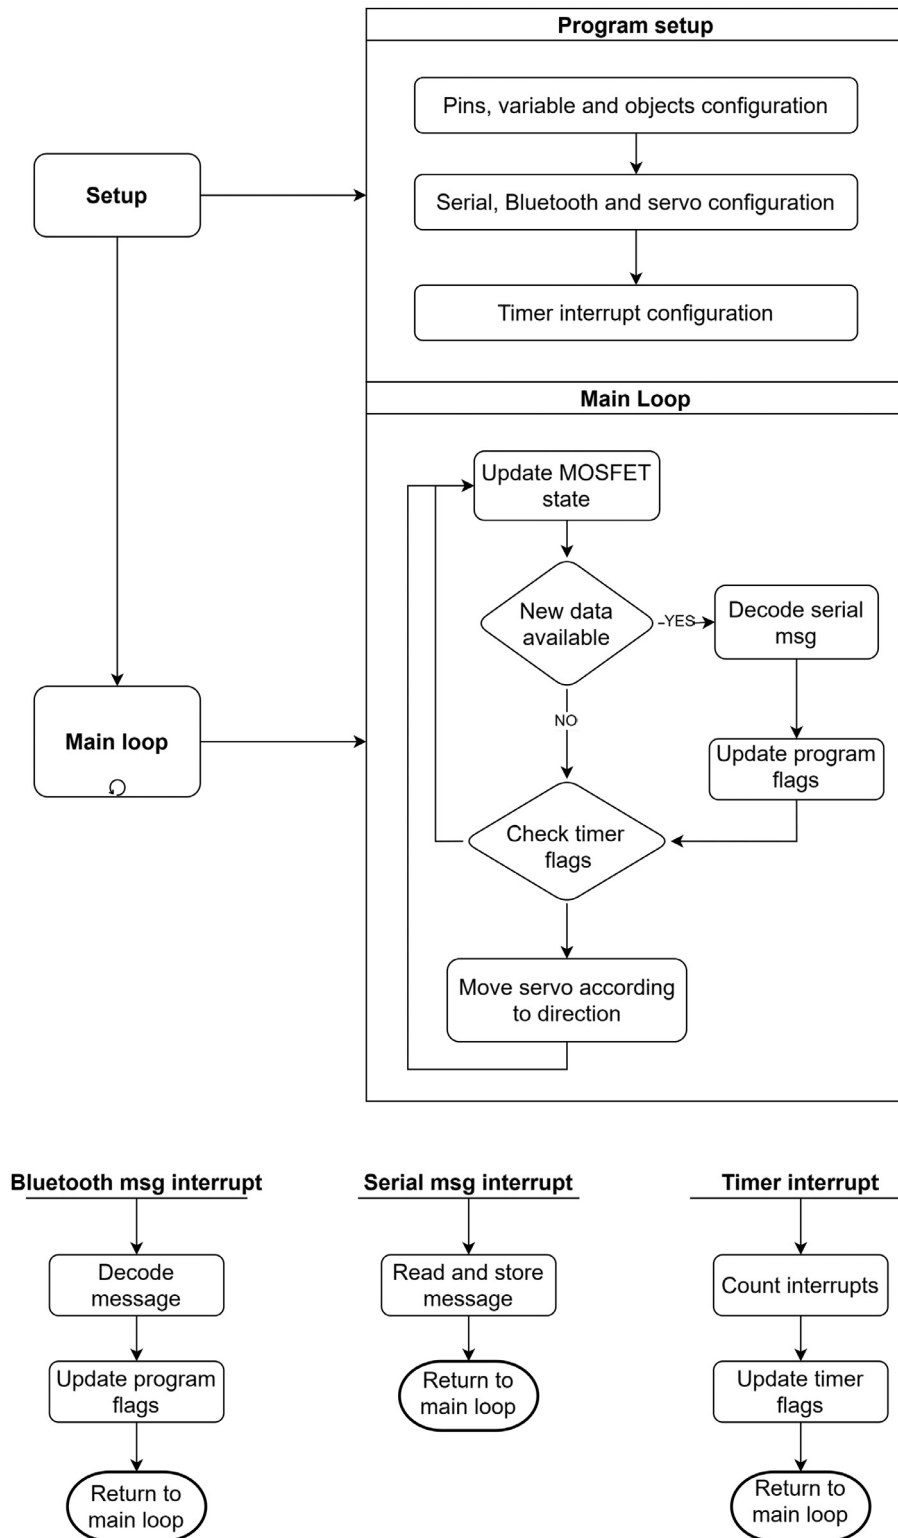 Program setup
Pins, variable and objects configuration
Setup
Serial, Bluetooth and servo configuration
Timer interrupt configuration
Main Loop
Update MOSFET
state
New data
available
YES
Decode serial
msg
NO
Main loop
Update program
flags
Check timer
flags
Move servo according
to direction
Bluetooth msg interrupt
Decode
message
Update program
flags
Return to
main loop
Serial msg interrupt
Read and store
message
Return to
main loop
Timer interrupt
Count interrupts
Update timer
flags
Return to
main loop